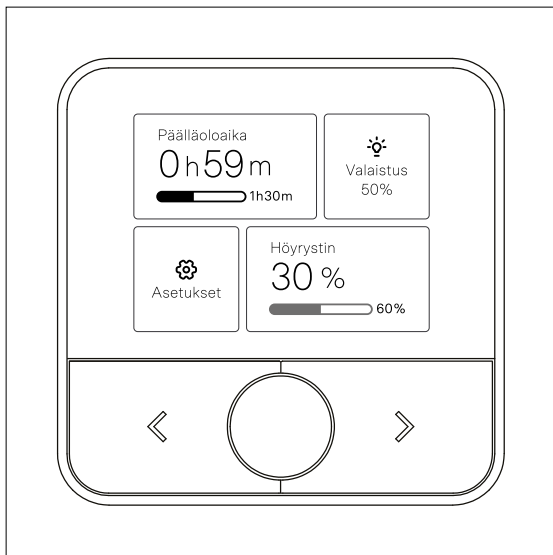 Päälläoloaika
0h59m
1h30m
Valaistus
50%
Asetukset
Höyrystin
30 %
60%